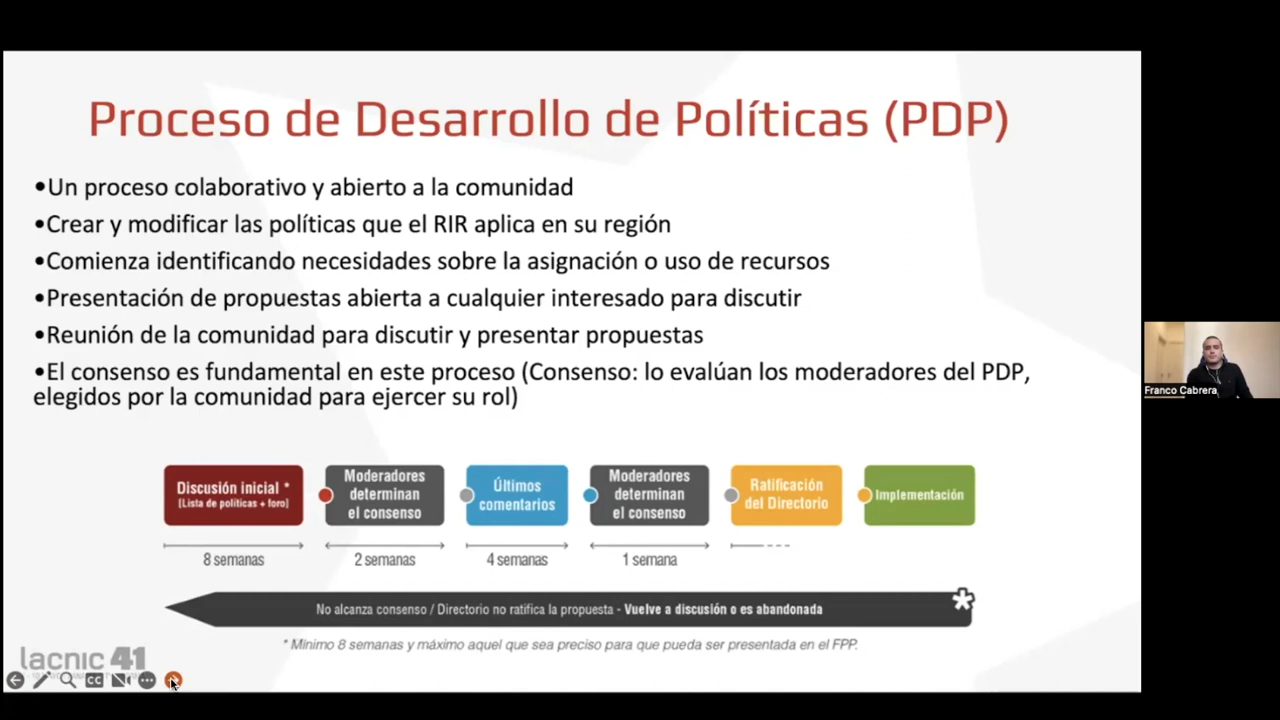 Proceso de Desarrollo de Políticas (PDP)
•Un proceso colaborativo y abierto a la comunidad
•Crear y modificar las políticas que el RIR aplica en su región
•Comienza identificando necesidades sobre la asignación o uso de recursos
•Presentación de propuestas abierta a cualquier interesado para discutir
•Reunión de la comunidad para discutir y presentar propuestas
•El consenso es fundamental en este proceso (Consenso: lo evalúan los moderadores del PDP,
elegidos por la comunidad para ejercer su rol)
Discusión inicial *
(Lista de políticas + foro)
8 semanas
Moderadores
determinan
el consenso
2 semanas
Últimos
comentarios
4 semanas
Moderadores
determinan
el consenso
1 semana
Ratificación
del Directorio
Implementación
No alcanza consenso / Directorio no ratifica la propuesta - Vuelve a discusión o es abandonada *
* Mínimo 8 semanas y máximo aquel que sea preciso para que pueda ser presentada en el FPP.
lacnic 41
CC
Franco Cabrera